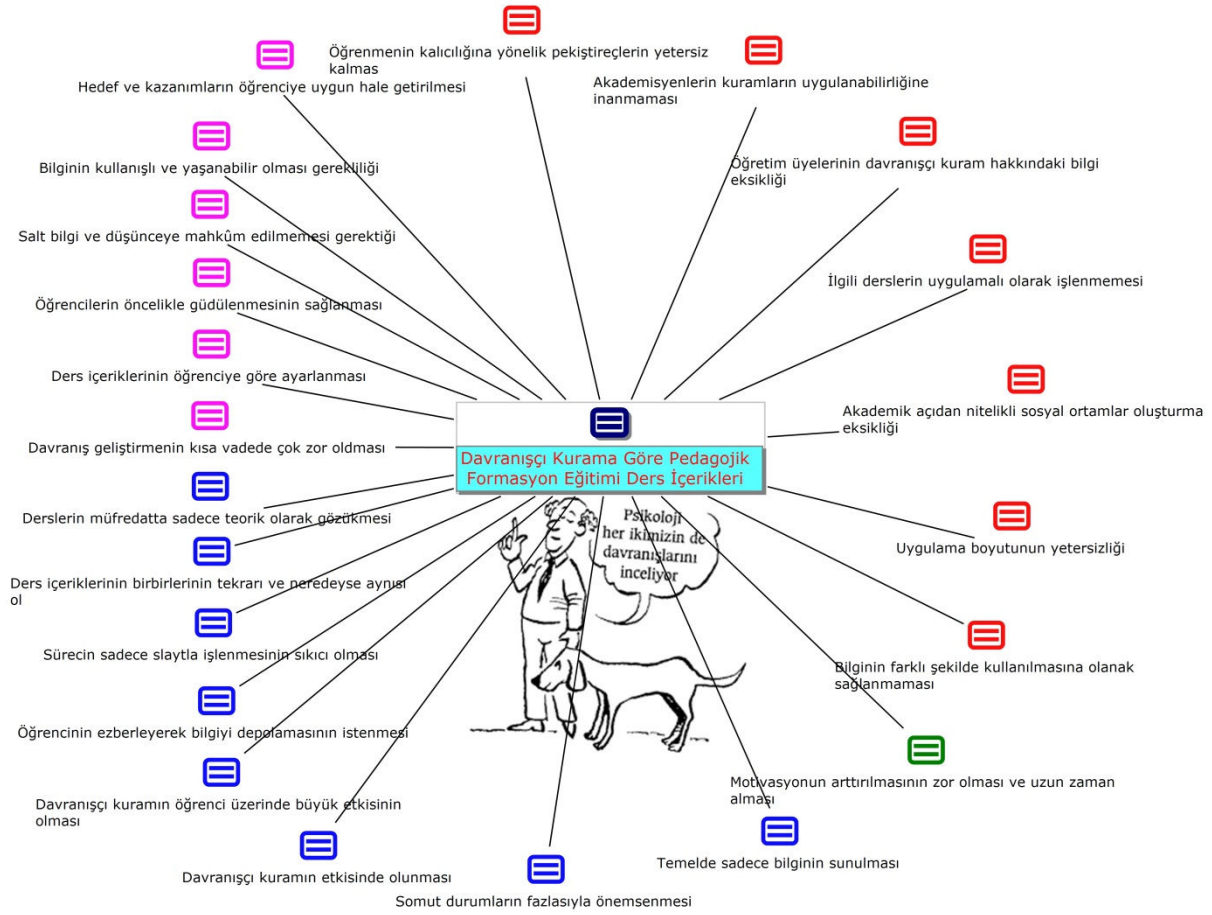 Öğrenmenin kalıcılığına yönelik pekiştireçlerin yetersiz
kalmas
Akademisyenlerin kuramların uygulanabilirliğine
inanmaması
Hedef ve kazanımların öğrenciye uygun hale getirilmesi
Bilginin kullanışlı ve yaşanabilir olması gerekliliği
Öğretim üyelerinin davranışçı kuram hakkındaki bilgi
eksikliği
Salt bilgi ve düşünceye mahkûm edilmemesi gerektiği
İlgili derslerin uygulamalı olarak işlenmemesi
Öğrencilerin öncelikle güdülenmesinin sağlanması
Ders içeriklerinin öğrenciye göre ayarlanması
Akademik açıdan nitelikli sosyal ortamlar oluşturma
eksikliği
Davranış geliştirmenin kısa vadede çok zor oldması
Davranışçı Kurama Göre Pedagojik
Formasyon Eğitimi Ders İçerikleri
Derslerin müfredatta sadece teorik olarak gözükmesi
Psikoloji
her ikimizin de
davranışlarını
inceliyor
Uygulama boyutunun yetersizliği
Ders içeriklerinin birbirlerinin tekrarı ve neredeyse aynısı
ol
Sürecin sadece slaytla işlenmesinin sıkıcı olması
Bilginin farklı şekilde kullanılmasına olanak
sağlanmaması
Öğrencinin ezberleyerek bilgiyi depolamasının istenmesi
Motivasyonun arttırılmasının zor olması ve uzun zaman
alması
Davranışçı kuramın öğrenci üzerinde büyük etkisinin
olması
Temelde sadece bilginin sunulması
Davranışçı kuramın etkisinde olunması
Somut durumların fazlasıyla önemsenmesi